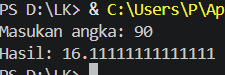 PS D:\LK> & C:\Users\P\Ap
Masukan angka: 90
Hasil: 16.11111111111111
PS D:\LK>